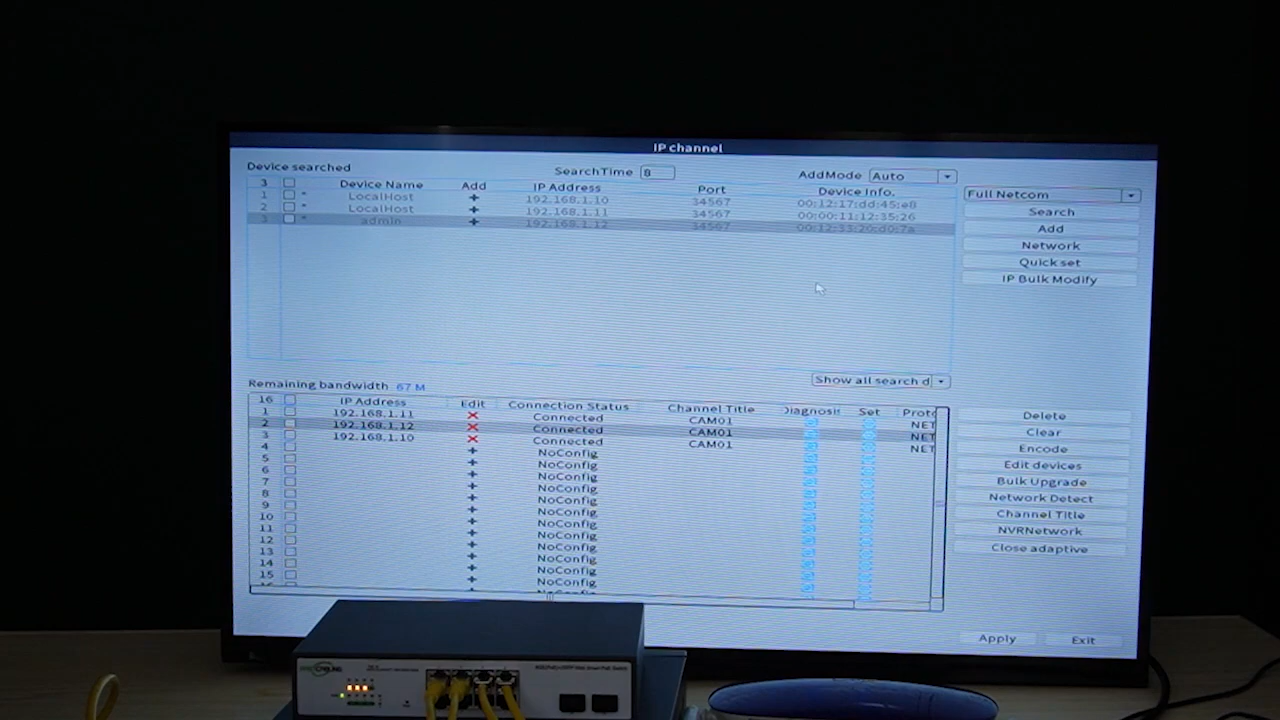 IP channel
Device searched
SearchTime 8
AddMode Auto
3 Device Name Add IP Address Port Device Info.
1 * LocalHost + 192.168.1.10 34567 00:12:17:dd:45:e8
2 * LocalHost + 192.168.1.11 34567 00:00:11:12:35:26
3 * admin + 192.168.1.12 34567 00:12:33:20:d0:7a
Full Netcom
Search
Add
Network
Quick set
IP Bulk Modify
Remaining bandwidth 67 M
Show all search d
16 IP Address Edit Connection Status Channel Title Diagnosis Set Proto
1 192.168.1.11 Connected CAM01 NET
2 192.168.1.12 Connected CAM01 NET
3 192.168.1.10 Connected CAM01 NET
4 + NoConfig
5 + NoConfig
6 + NoConfig
7 + NoConfig
8 + NoConfig
9 + NoConfig
10 + NoConfig
11 + NoConfig
12 + NoConfig
13 + NoConfig
14 + NoConfig
15 + NoConfig
Delete
Clear
Encode
Edit devices
Bulk Upgrade
Network Detect
Channel Title
NVRNetwork
Close adaptive
Apply
Exit